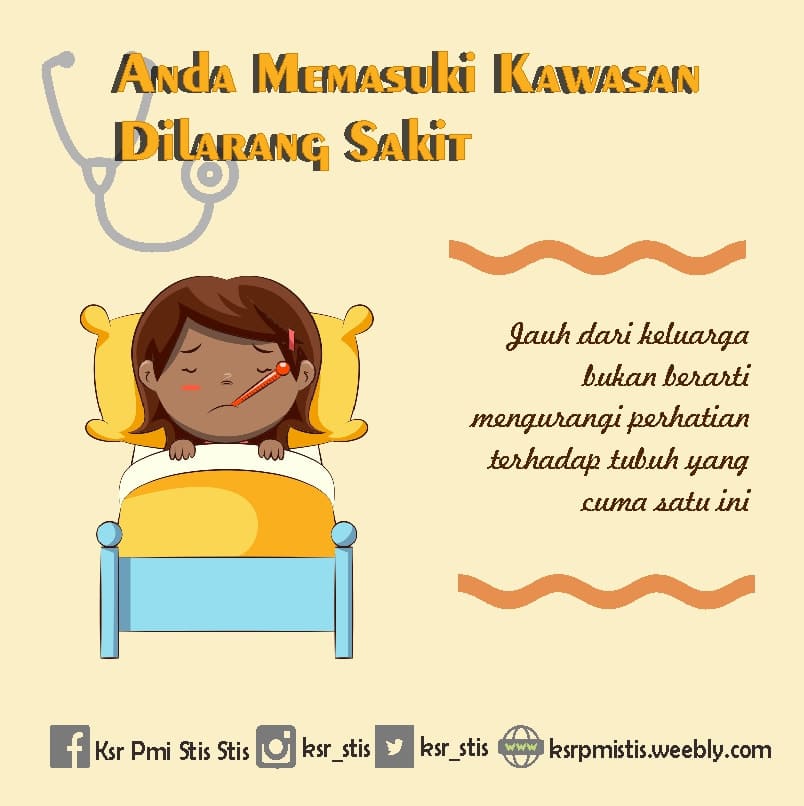 Anda Memasuki Kawasan
Dilarang Sakit
Jauh dari keluarga
bukan berarti
mengurangi perhatian
terhadap tubuh yang
cuma satu ini
Ksr Pmi Stis Stis ksr_stis ksr_stis www ksrpmistis.weebly.com